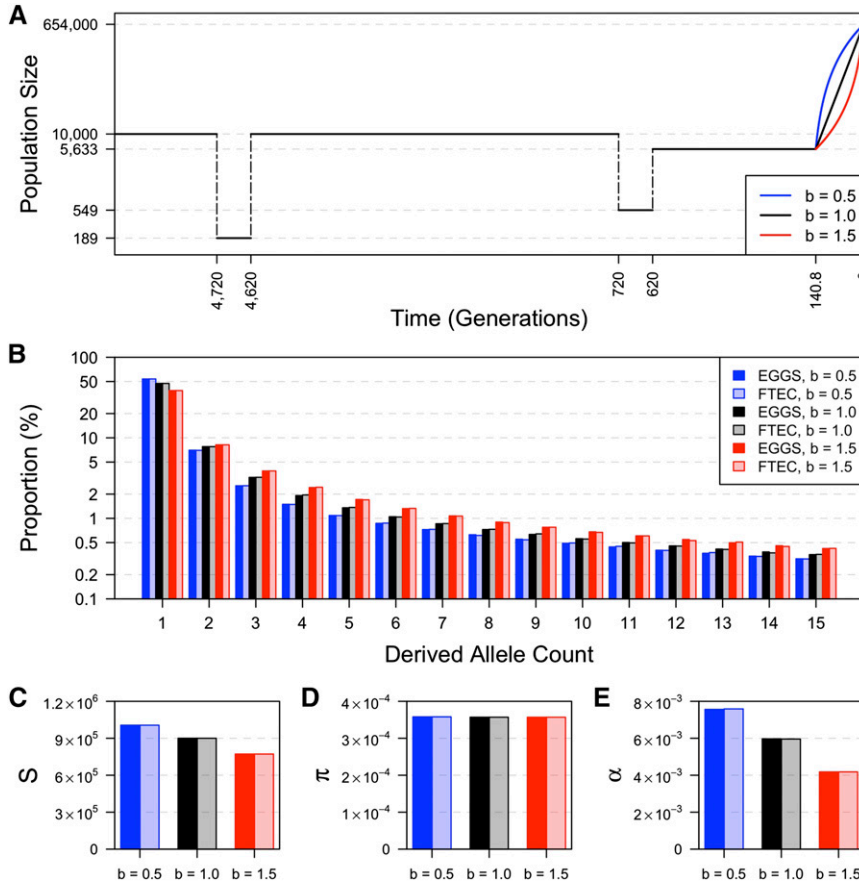 A
Population Size
654,000
10,000
5,633
549
189
b = 0.5
b = 1.0
b = 1.5
4,720
4,620
720
620
140.8
Time (Generations)
B
Proportion (%)
100
50
20
10
5
2
1
0.5
0.2
0.1
EGGS, b = 0.5
FTEC, b = 0.5
EGGS, b = 1.0
FTEC, b = 1.0
EGGS, b = 1.5
FTEC, b = 1.5
1 2 3 4 5 6 7 8 9 10 11 12 13 14 15
Derived Allele Count
C
S
1.2 × 10⁶
9 × 10⁵
6 × 10⁵
3 × 10⁵
0
b = 0.5 b = 1.0 b = 1.5
D
π
4 × 10⁻⁴
3 × 10⁻⁴
2 × 10⁻⁴
1 × 10⁻⁴
0
b = 0.5 b = 1.0 b = 1.5
E
α
8 × 10⁻³
6 × 10⁻³
4 × 10⁻³
2 × 10⁻³
0
b = 0.5 b = 1.0 b = 1.5